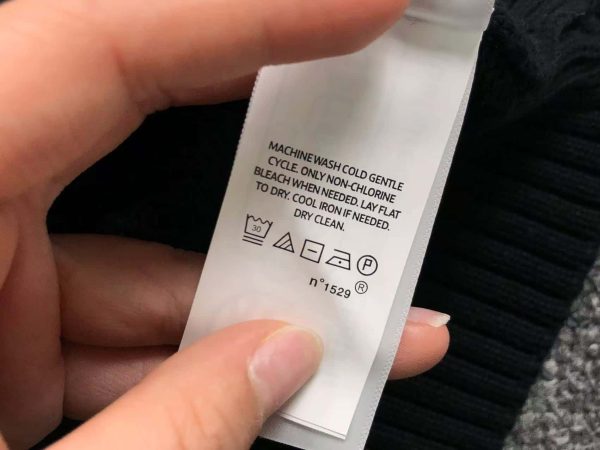 MACHINE WASH COLD GENTLE
CYCLE. ONLY NON-CHLORINE
BLEACH WHEN NEEDED. LAY FLAT
TO DRY. COOL IRON IF NEEDED.
DRY CLEAN.
30 P
n°1529 ®